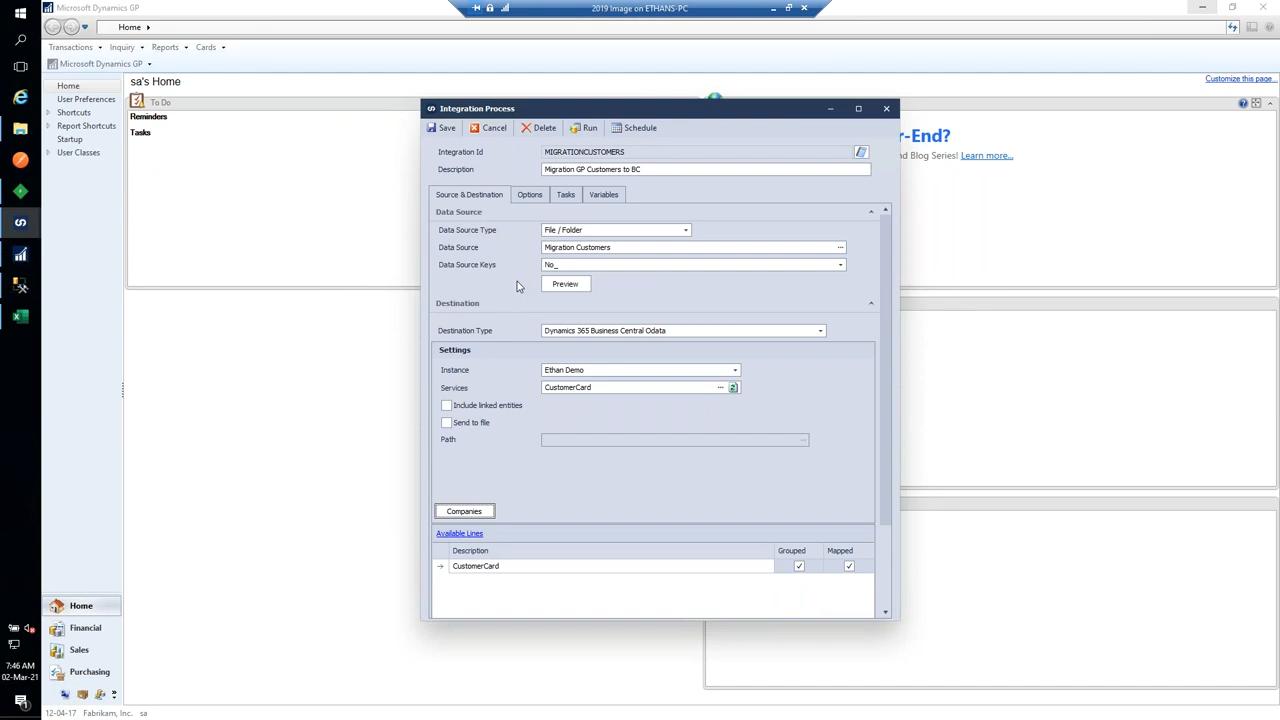 Microsoft Dynamics GP
2019 Image on ETHANS-PC
Home
Transactions Inquiry Reports Cards
Microsoft Dynamics GP
Customize this page...
Home
User Preferences
Shortcuts
Report Shortcuts
Startup
User Classes
sa's Home
To Do
Reminders
Tasks
r-End?
End Blog Series! Learn more...
Integration Process
Save Cancel Delete Run Schedule
Integration Id MIGRATIONCUSTOMERS
Description Migration GP Customers to BC
Source & Destination Options Tasks Variables
Data Source
Data Source Type File / Folder
Data Source Migration Customers ...
Data Source Keys No_
Preview
Destination
Destination Type Dynamics 365 Business Central Odata
Settings
Instance Ethan Demo
Services CustomerCard ...
Include linked entities
Send to file
Path ...
Companies
Available Lines
Description Grouped Mapped
CustomerCard
Home
Financial
Sales
Purchasing
7:46 AM
02-Mar-21
12-04-17 Fabrikam, Inc. sa